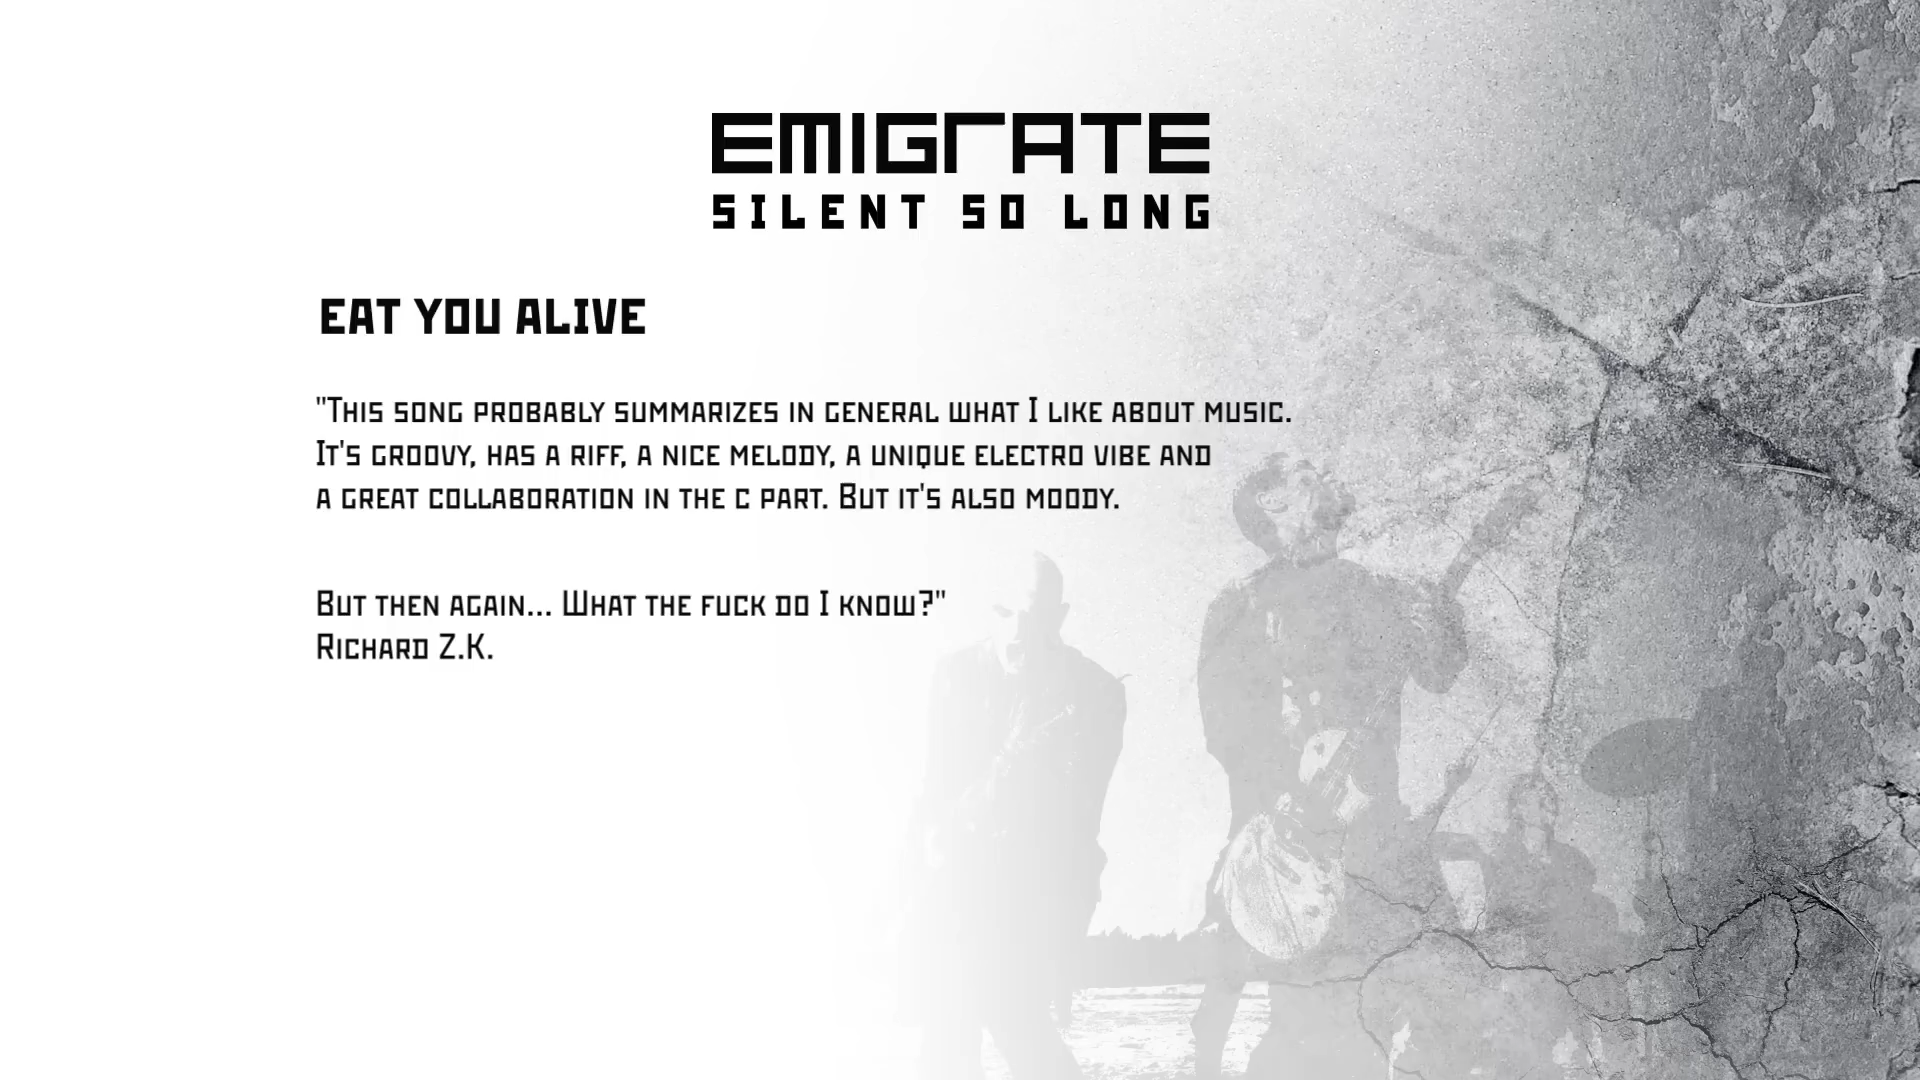 EMIGRATE
SILENT SO LONG
EAT YOU ALIVE
"This song probably summarizes in general what I like about music.
It's groovy, has a riff, a nice melody, a unique electro vibe and
a great collaboration in the c part. But it's also moody.
But then again... What the fuck do I know?"
Richard Z.K.